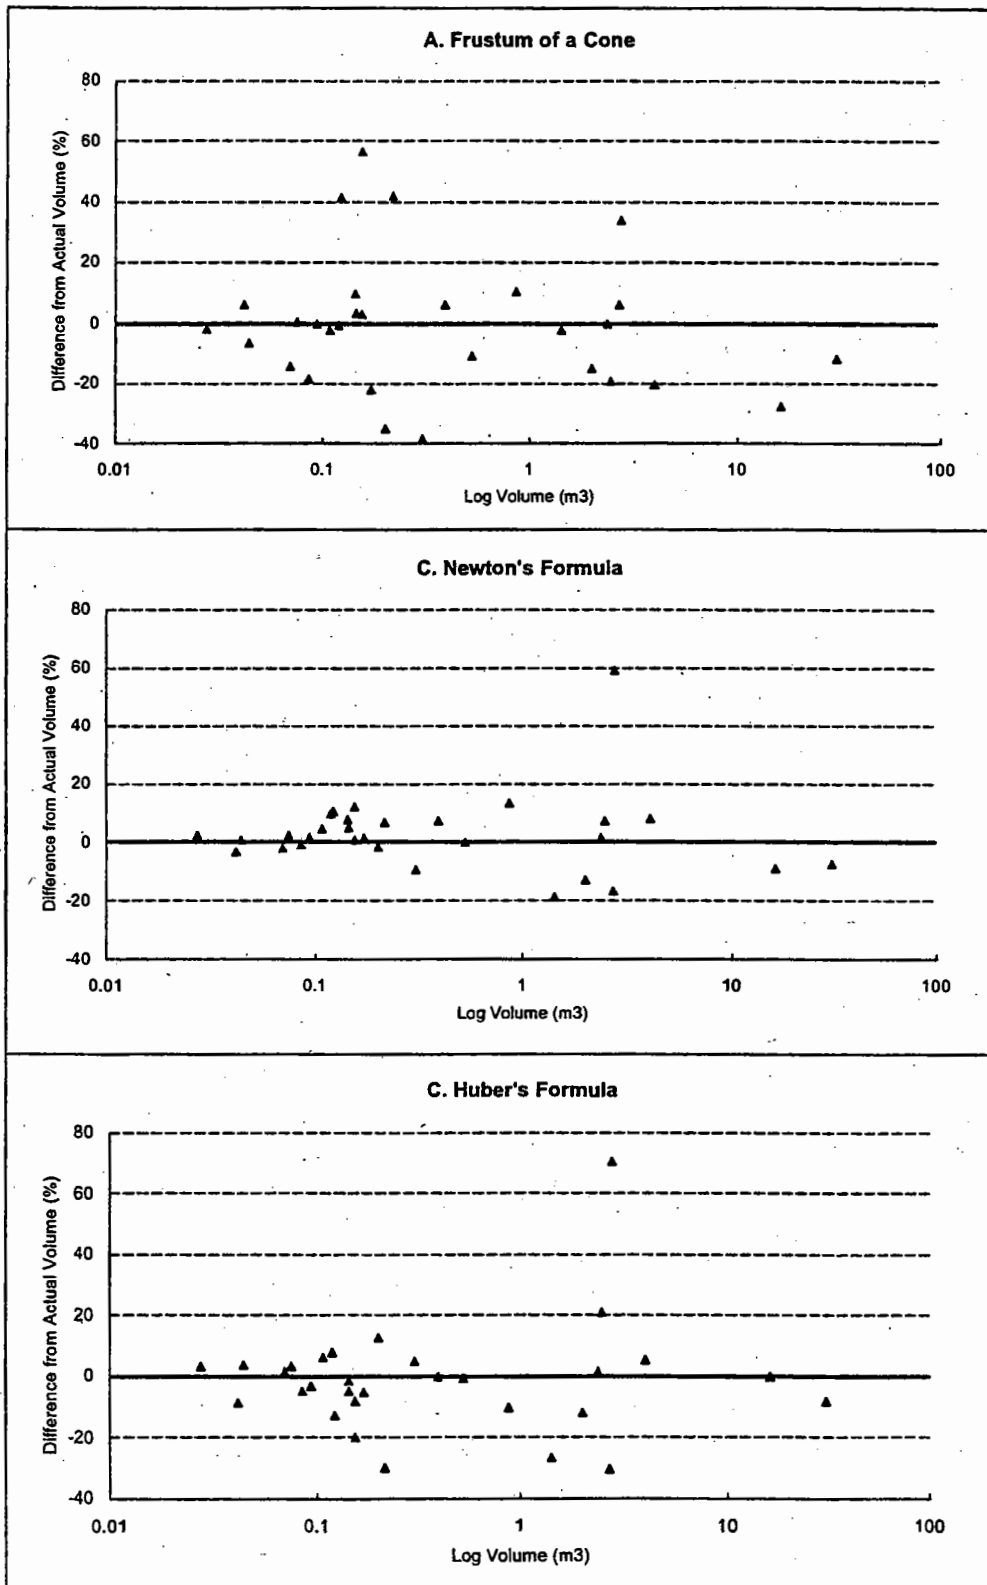 A. Frustum of a Cone
Difference from Actual Volume (%)
80
60
40
20
0
-20
-40
0.01 0.1 1 10 100
Log Volume (m3)
C. Newton's Formula
Difference from Actual Volume (%)
80
60
40
20
0
-20
-40
0.01 0.1 1 10 100
Log Volume (m3)
C. Huber's Formula
Difference from Actual Volume (%)
80
60
40
20
0
-20
-40
0.01 0.1 1 10 100
Log Volume (m3)